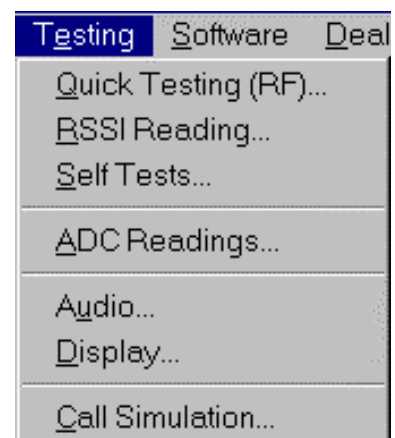 Testing Software Deal
Quick Testing (RF)...
RSSI Reading...
Self Tests...
ADC Readings...
Audio...
Display...
Call Simulation...